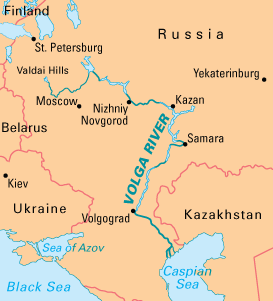 Finland
Russia
St. Petersburg
Valdai Hills
Yekaterinburg
Moscow
Nizhniy
Novgorod
Kazan
Belarus
Samara
VOLGA RIVER
Kiev
Ukraine
Volgograd
Kazakhstan
Sea of Azov
Caspian
Sea
Black Sea